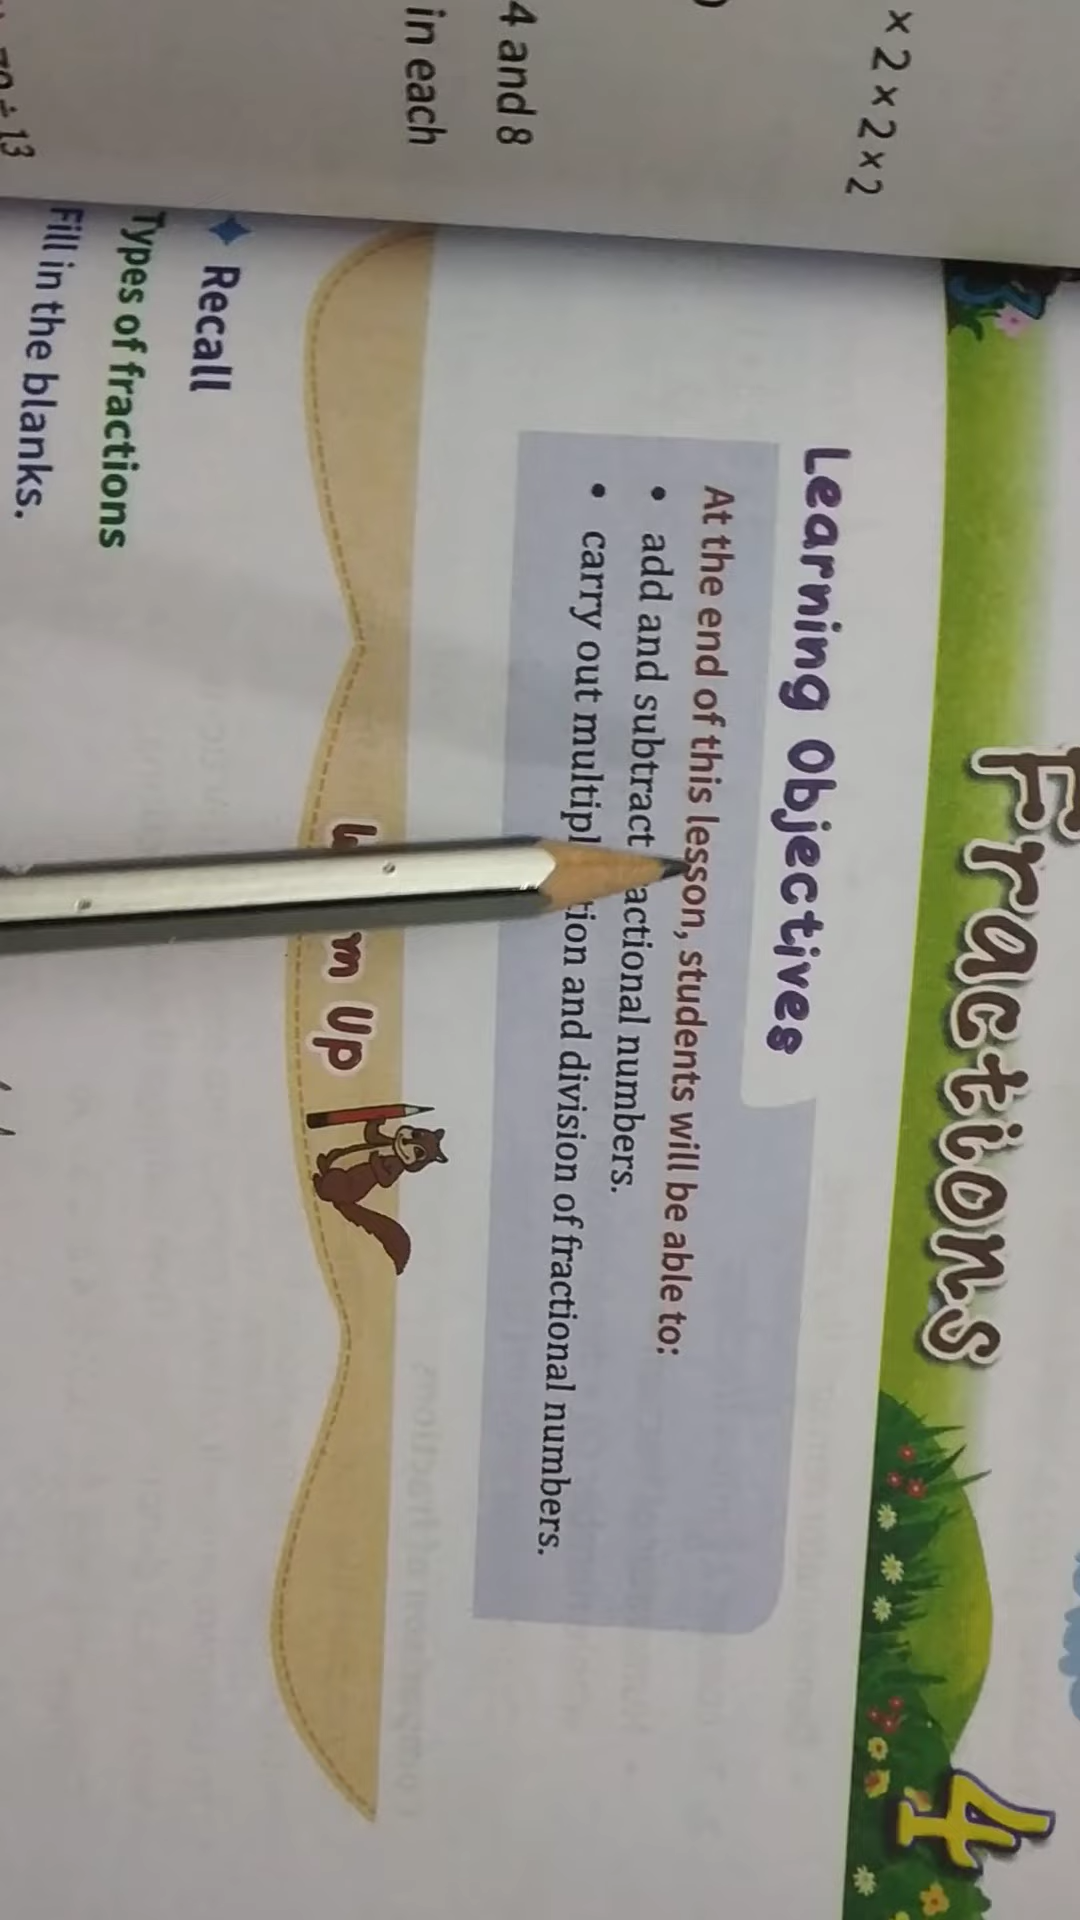 × 2 × 2 × 2
4 and 8
in each
÷ 13
Fractions
4
Learning Objectives
At the end of this lesson, students will be able to:
• add and subtract actional numbers.
• carry out multipl tion and division of fractional numbers.
m Up
Recall
Types of fractions
Fill in the blanks.